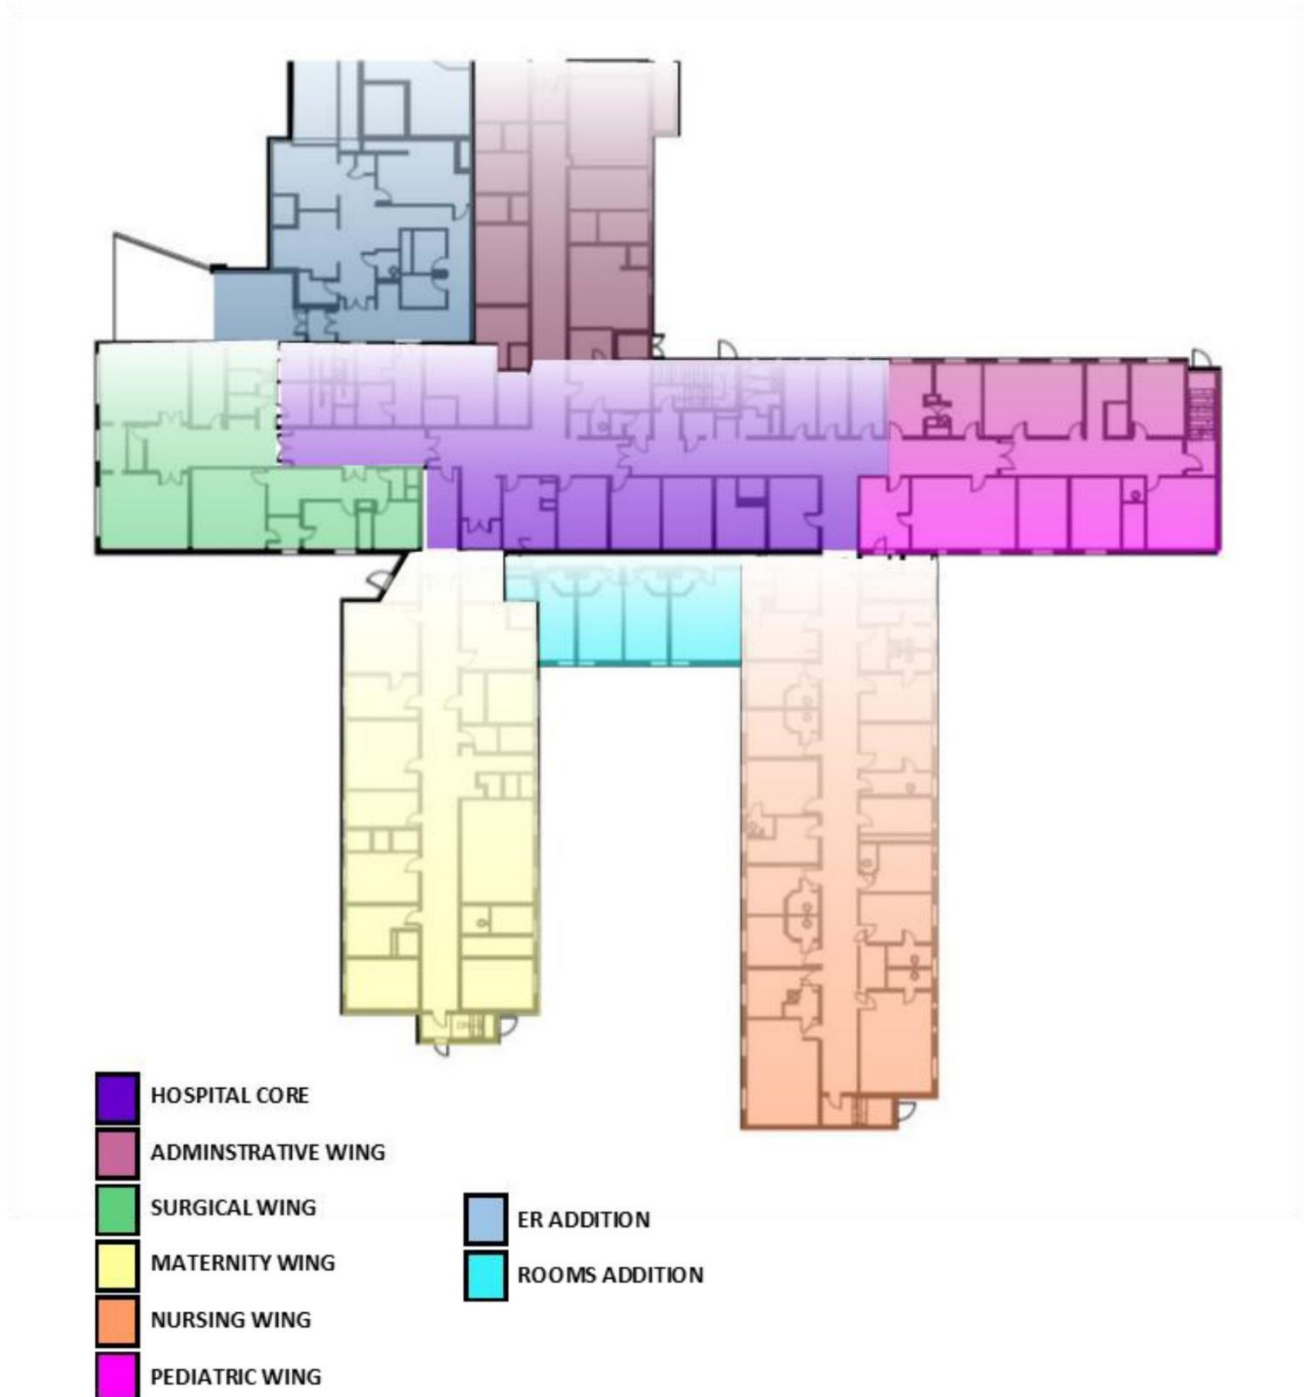 HOSPITAL CORE
ADMINSTRATIVE WING
SURGICAL WING
MATERNITY WING
NURSING WING
PEDIATRIC WING
ER ADDITION
ROOMS ADDITION